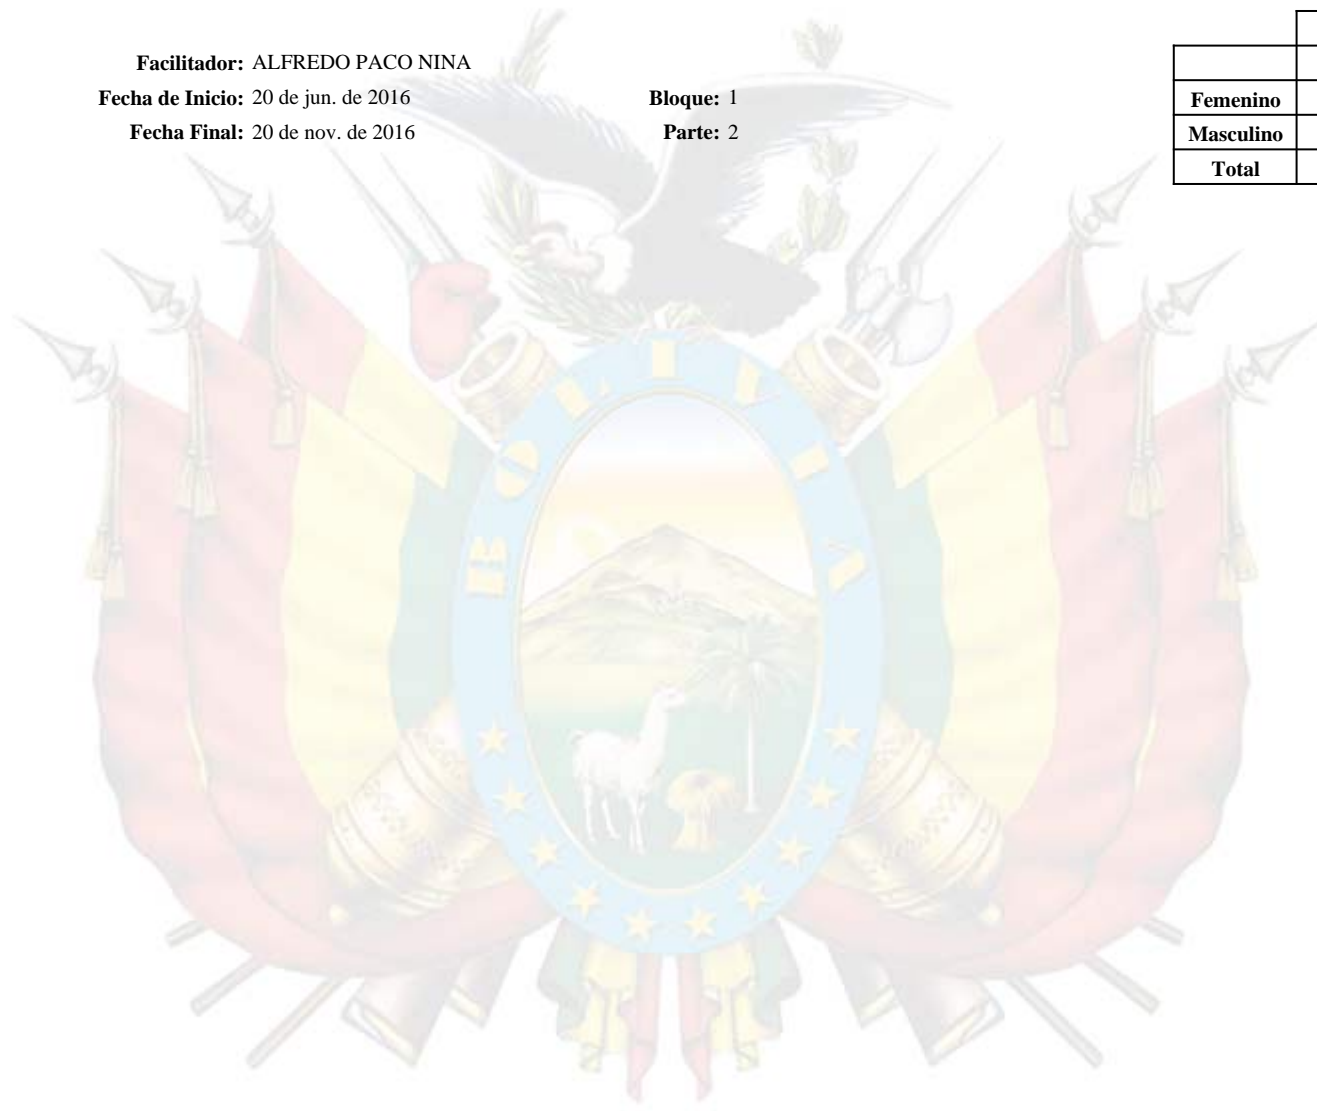 Facilitador: ALFREDO PACO NINA
Fecha de Inicio: 20 de jun. de 2016
Bloque: 1
Fecha Final: 20 de nov. de 2016
Parte: 2
Femenino
Masculino
Total
BOLIVIA